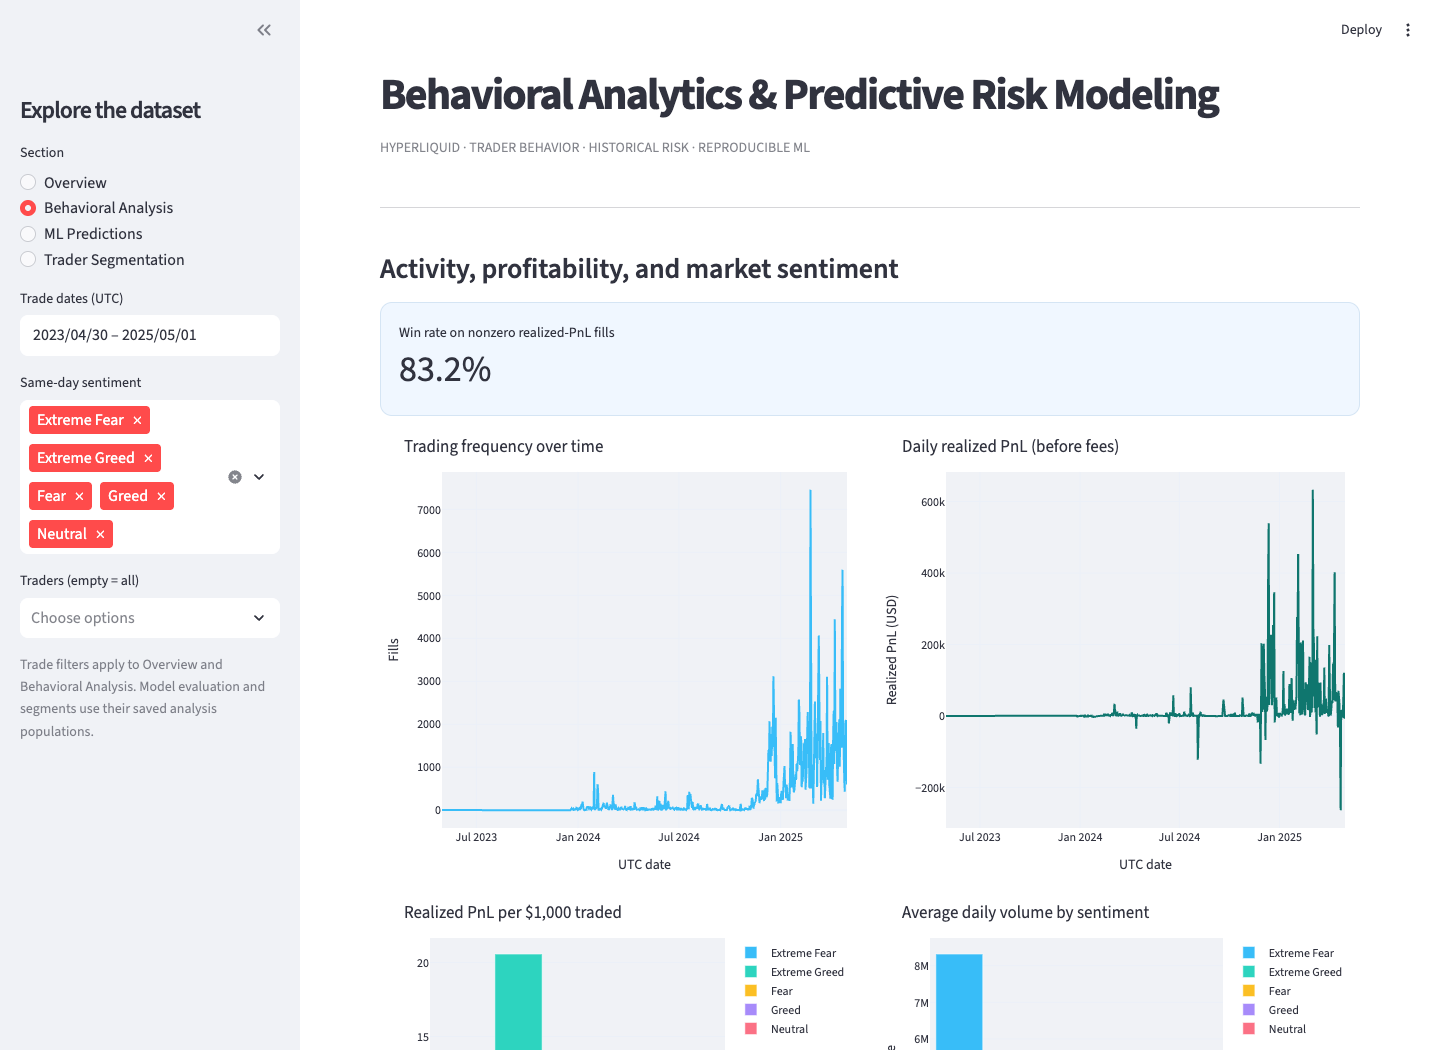 Deploy
Explore the dataset
Section
Overview
Behavioral Analysis
ML Predictions
Trader Segmentation
Trade dates (UTC)
2023/04/30 – 2025/05/01
Same-day sentiment
Extreme Fear ×
Extreme Greed ×
Fear × Greed ×
Neutral ×
Traders (empty = all)
Choose options
Trade filters apply to Overview and
Behavioral Analysis. Model evaluation and
segments use their saved analysis
populations.
Behavioral Analytics & Predictive Risk Modeling
HYPERLIQUID · TRADER BEHAVIOR · HISTORICAL RISK · REPRODUCIBLE ML
Activity, profitability, and market sentiment
Win rate on nonzero realized-PnL fills
83.2%
Trading frequency over time
7000
6000
5000
4000
3000
2000
1000
0
Fills
Jul 2023 Jan 2024 Jul 2024 Jan 2025
UTC date
Daily realized PnL (before fees)
600k
400k
200k
0
−200k
Realized PnL (USD)
Jul 2023 Jan 2024 Jul 2024 Jan 2025
UTC date
Realized PnL per $1,000 traded
20
15
Extreme Fear
Extreme Greed
Fear
Greed
Neutral
Average daily volume by sentiment
8M
7M
6M
Extreme Fear
Extreme Greed
Fear
Greed
Neutral